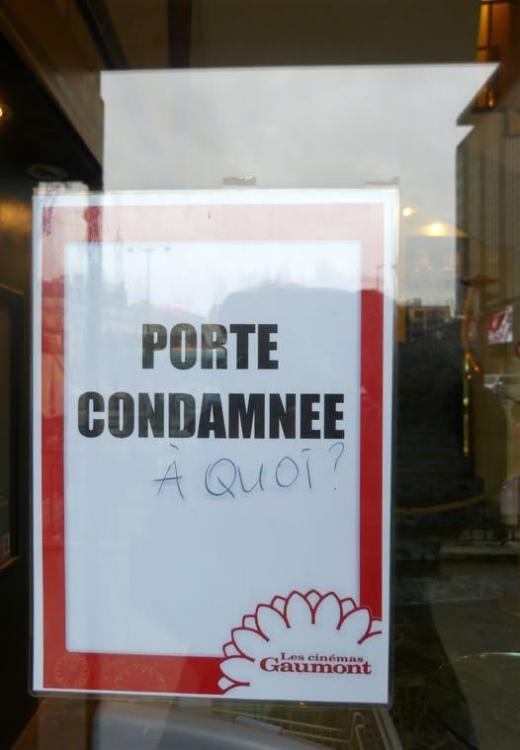 PORTE
CONDAMNEE
À QUOI ?
Les cinémas
Gaumont